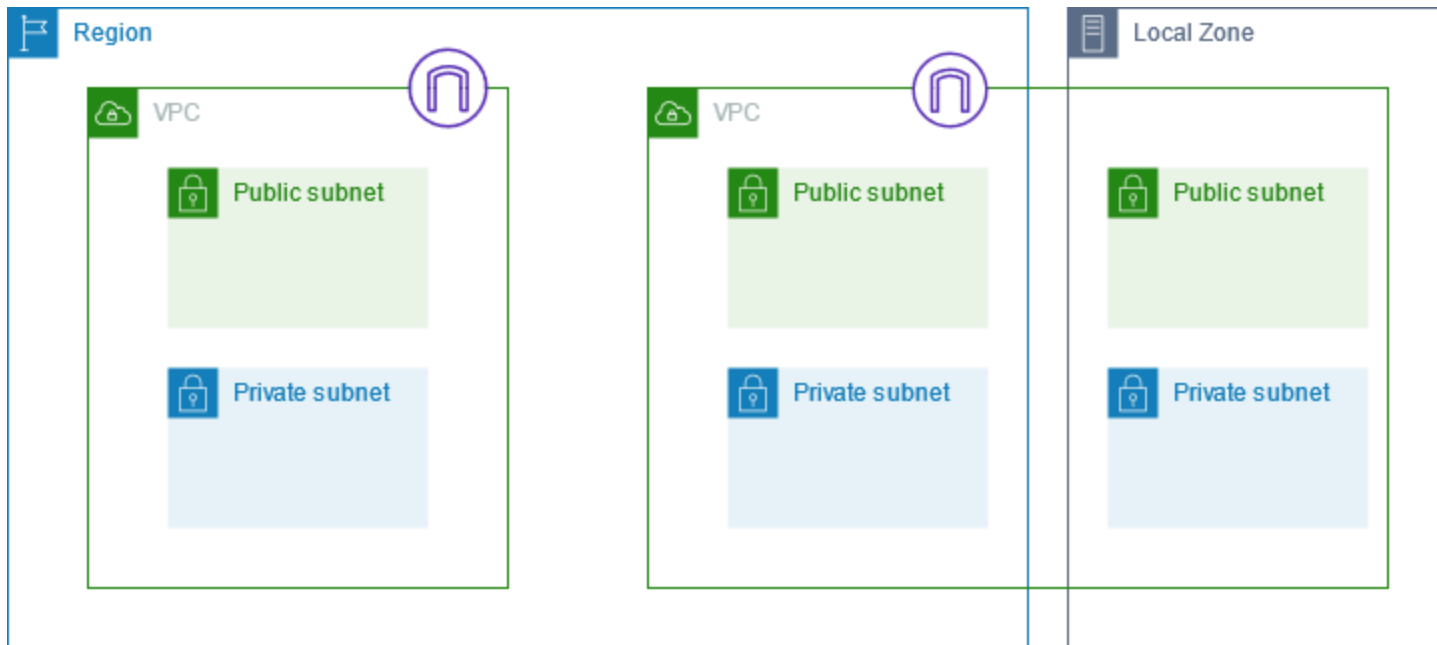 Region
Local Zone
VPC
VPC
Public subnet
Public subnet
Public subnet
Private subnet
Private subnet
Private subnet